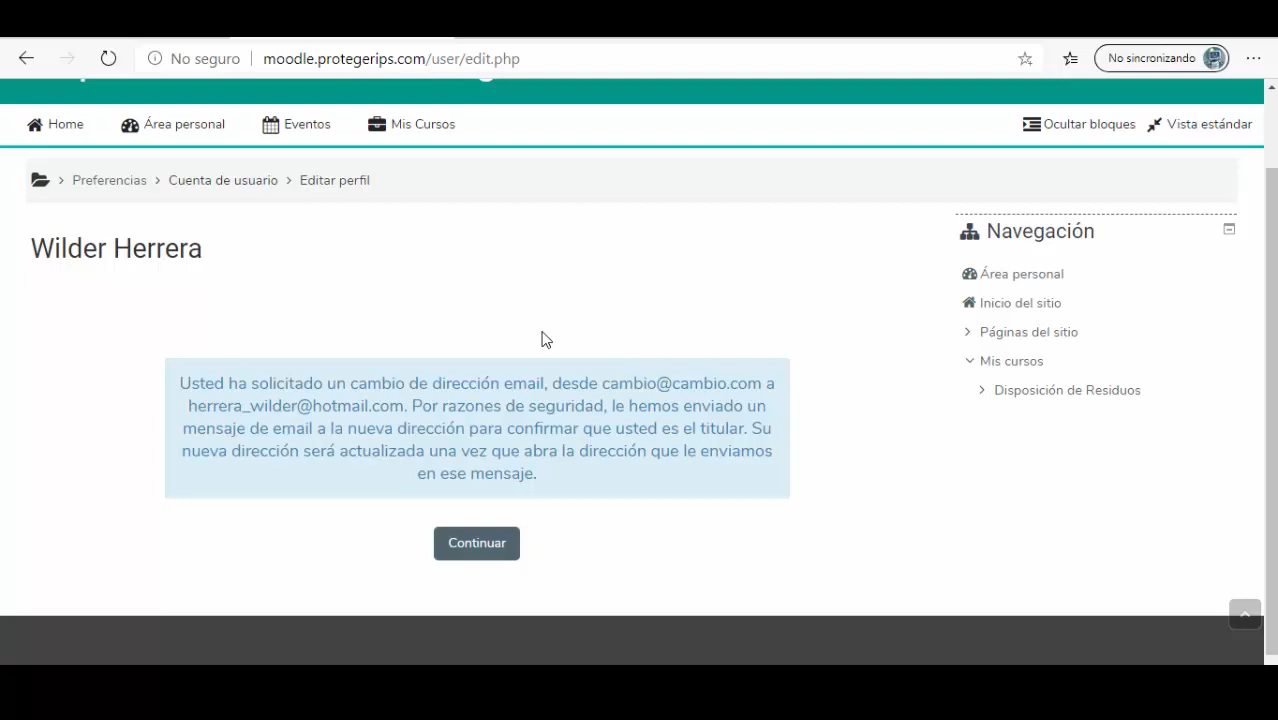 No seguro moodle.protegerips.com/user/edit.php No sincronizando
Home Área personal Eventos Mis Cursos Ocultar bloques Vista estándar
Preferencias Cuenta de usuario Editar perfil
Wilder Herrera
Usted ha solicitado un cambio de dirección email, desde cambio@cambio.com a
herrera_wilder@hotmail.com. Por razones de seguridad, le hemos enviado un
mensaje de email a la nueva dirección para confirmar que usted es el titular. Su
nueva dirección será actualizada una vez que abra la dirección que le enviamos
en ese mensaje.
Continuar
Navegación
Área personal
Inicio del sitio
Páginas del sitio
Mis cursos
Disposición de Residuos